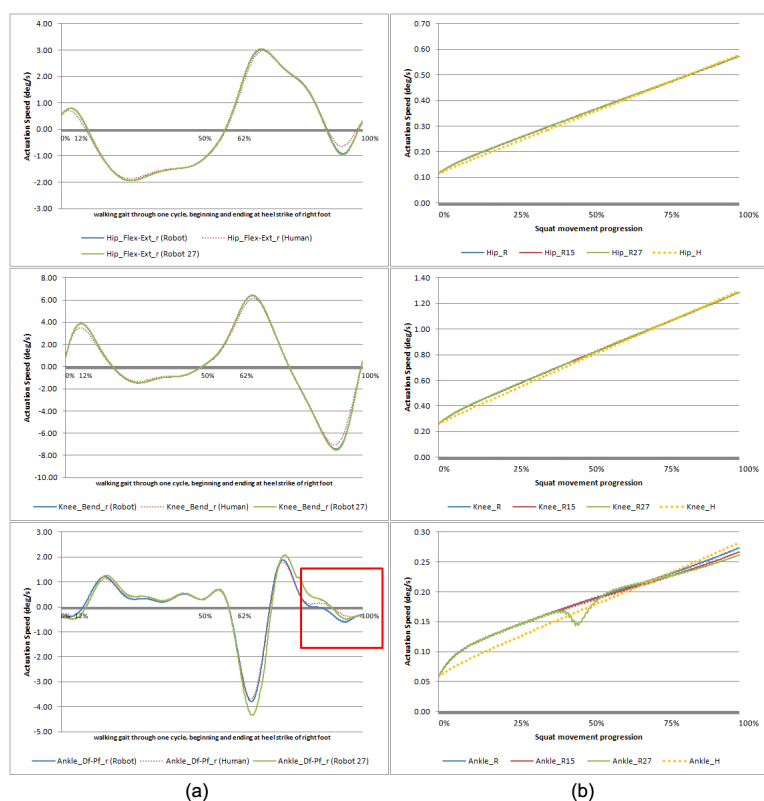 4.00
3.00
2.00
1.00
0.00
-1.00
-2.00
-3.00
Actuation Speed (deg/s)
0% 12% 50% 62% 100%
walking gait through one cycle, beginning and ending at heel strike of right foot
Hip_Flex-Ext_r (Robot) Hip_Flex-Ext_r (Human)
Hip_Flex-Ext_r (Robot 27)
0.70
0.60
0.50
0.40
0.30
0.20
0.10
0.00
Actuation Speed (deg/s)
0% 25% 50% 75% 100%
Squat movement progression
Hip_R Hip_R15 Hip_R27 Hip_H
8.00
6.00
4.00
2.00
0.00
-2.00
-4.00
-6.00
-8.00
-10.00
Actuation Speed (deg/s)
0% 12% 50% 62% 100%
walking gait through one cycle, beginning and ending at heel strike of right foot
Knee_Bend_r (Robot) Knee_Bend_r (Human) Knee_Bend_r (Robot 27)
1.40
1.20
1.00
0.80
0.60
0.40
0.20
0.00
Actuation Speed (deg/s)
0% 25% 50% 75% 100%
Squat movement progression
Knee_R Knee_R15 Knee_R27 Knee_H
3.00
2.00
1.00
0.00
-1.00
-2.00
-3.00
-4.00
-5.00
Actuation Speed (deg/s)
0% 12% 50% 62% 100%
walking gait through one cycle, beginning and ending at heel strike of right foot
Ankle_Df-Pf_r (Robot) Ankle_Df-Pf_r (Human) Ankle_Df-Pf_r (Robot 27)
0.30
0.25
0.20
0.15
0.10
0.05
0.00
Actuation Speed (deg/s)
0% 25% 50% 75% 100%
Squat movement progression
Ankle_R Ankle_R15 Ankle_R27 Ankle_H
(a) (b)